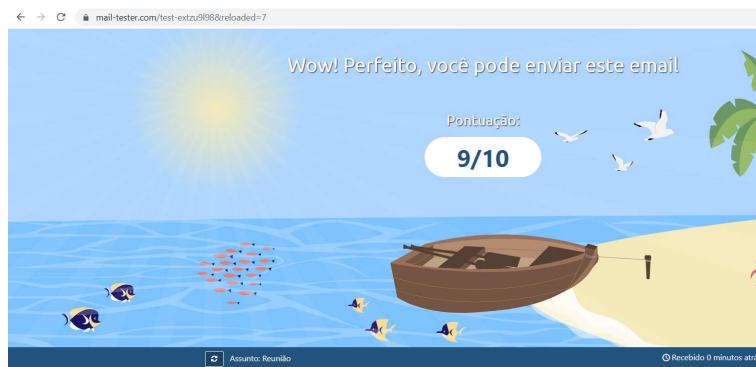 mail-tester.com/test-extzu9l98&reloaded=7
Wow! Perfeito, você pode enviar este email
Pontuação:
9/10
Assunto: Reunião
Recebido 0 minutos atrá